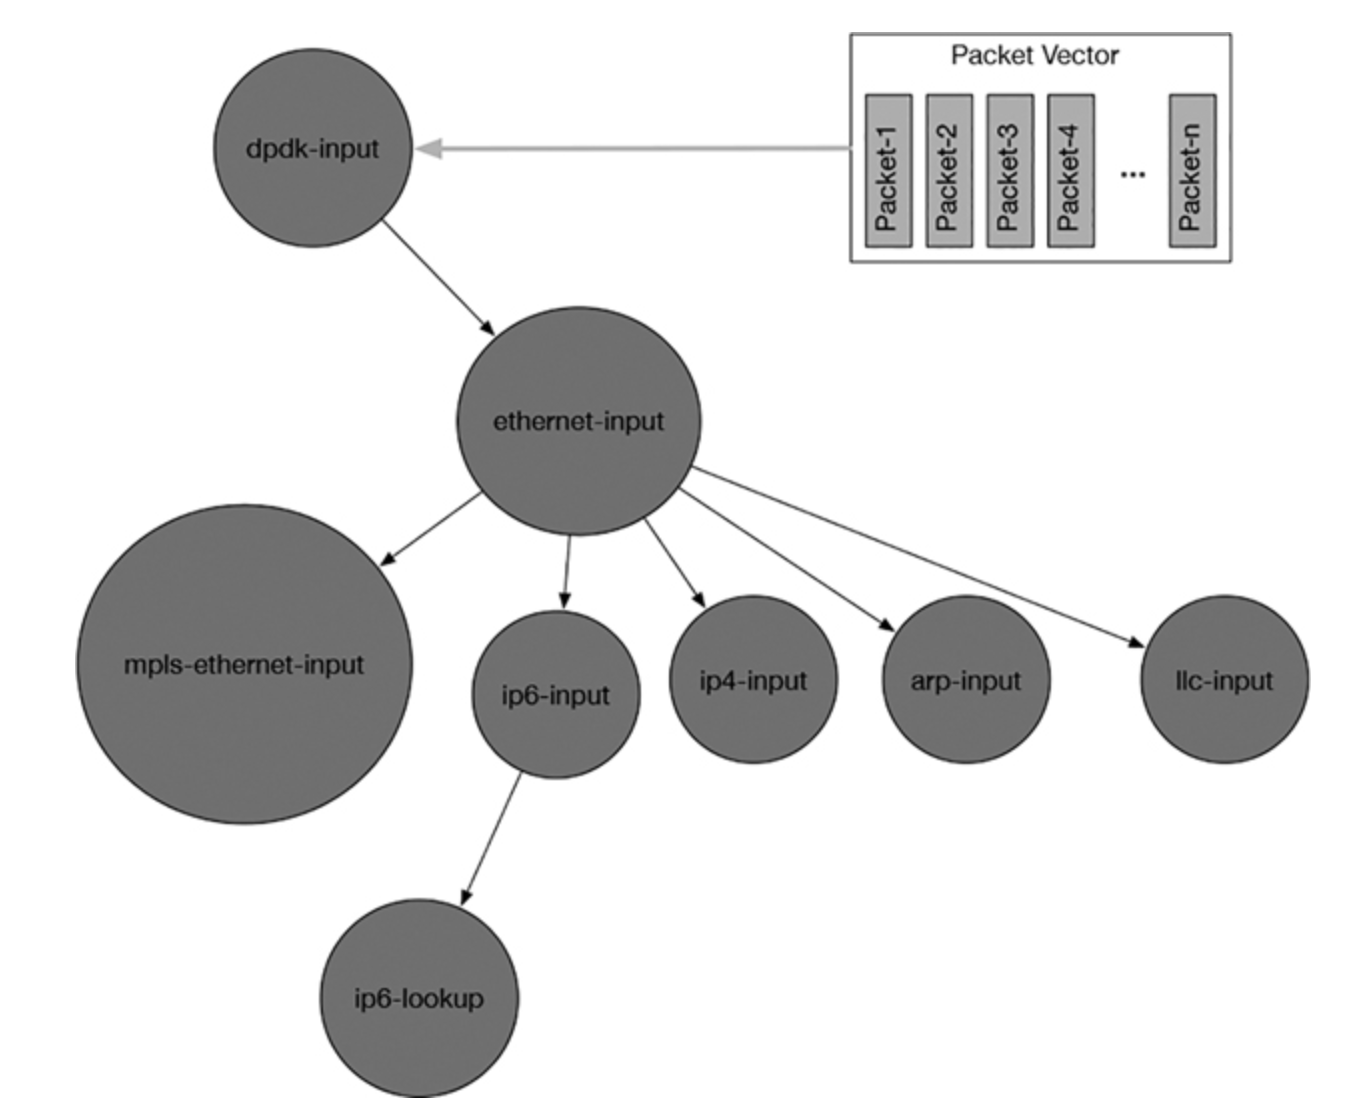 Packet Vector
Packet-1
Packet-2
Packet-3
Packet-4
...
Packet-n
dpdk-input
ethernet-input
mpls-ethernet-input
ip6-input
ip4-input
arp-input
llc-input
ip6-lookup